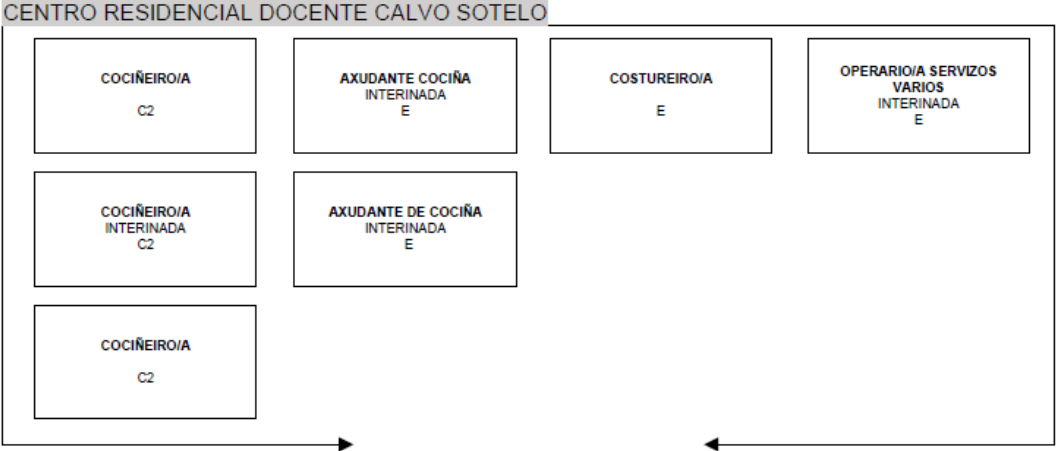 CENTRO RESIDENCIAL DOCENTE CALVO SOTELO
COCIÑEIRO/A
C2
AXUDANTE COCIÑA
INTERINADA
E
COSTUREIRO/A
E
OPERARIO/A SERVIZOS
VARIOS
INTERINADA
E
COCIÑEIRO/A
INTERINADA
C2
AXUDANTE DE COCIÑA
INTERINADA
E
COCIÑEIRO/A
C2